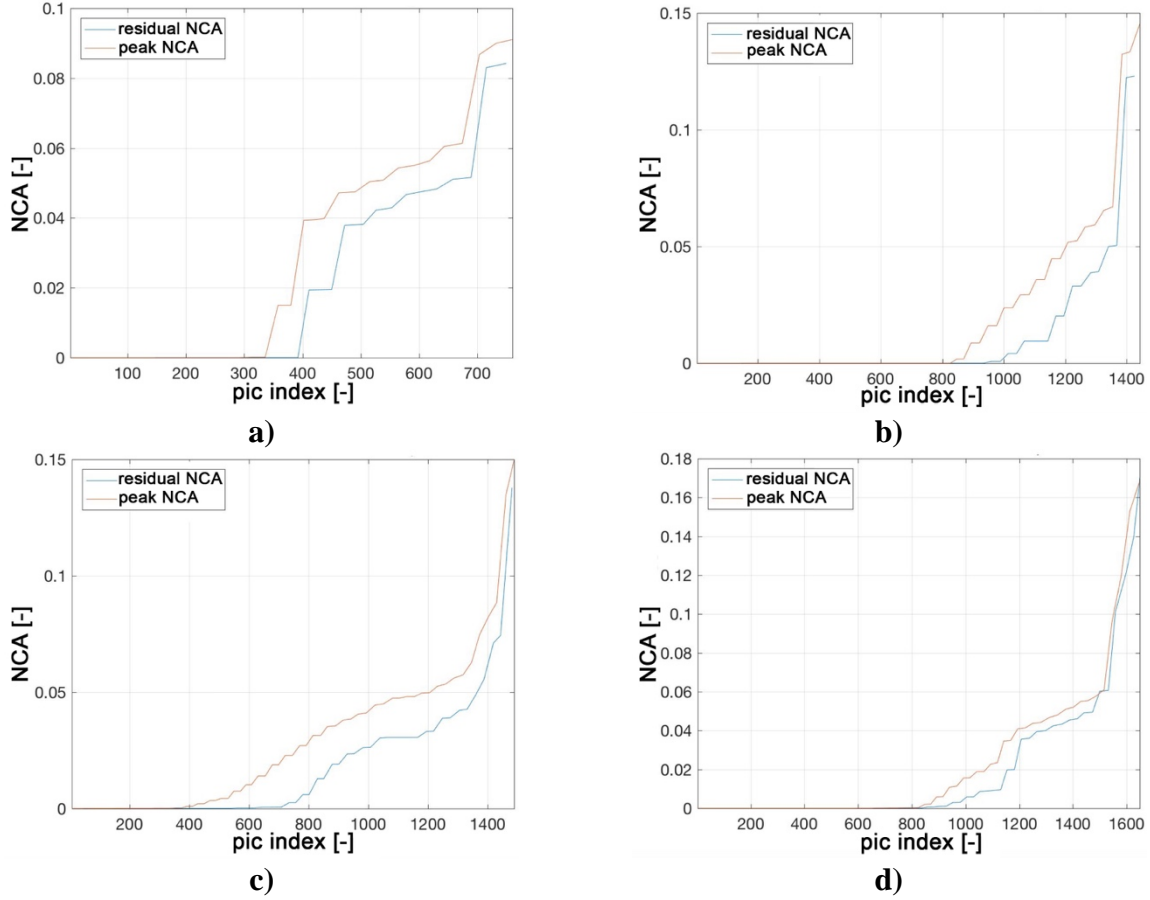 0.1
residual NCA
peak NCA
0.08
0.06
0.04
0.02
0
NCA [-]
100 200 300 400 500 600 700
pic index [-]
a)
0.15
residual NCA
peak NCA
0.1
0.05
0
NCA [-]
200 400 600 800 1000 1200 1400
pic index [-]
b)
0.15
residual NCA
peak NCA
0.1
0.05
0
NCA [-]
200 400 600 800 1000 1200 1400
pic index [-]
c)
0.18
residual NCA
peak NCA
0.16
0.14
0.12
0.1
0.08
0.06
0.04
0.02
0
NCA [-]
200 400 600 800 1000 1200 1400 1600
pic index [-]
d)